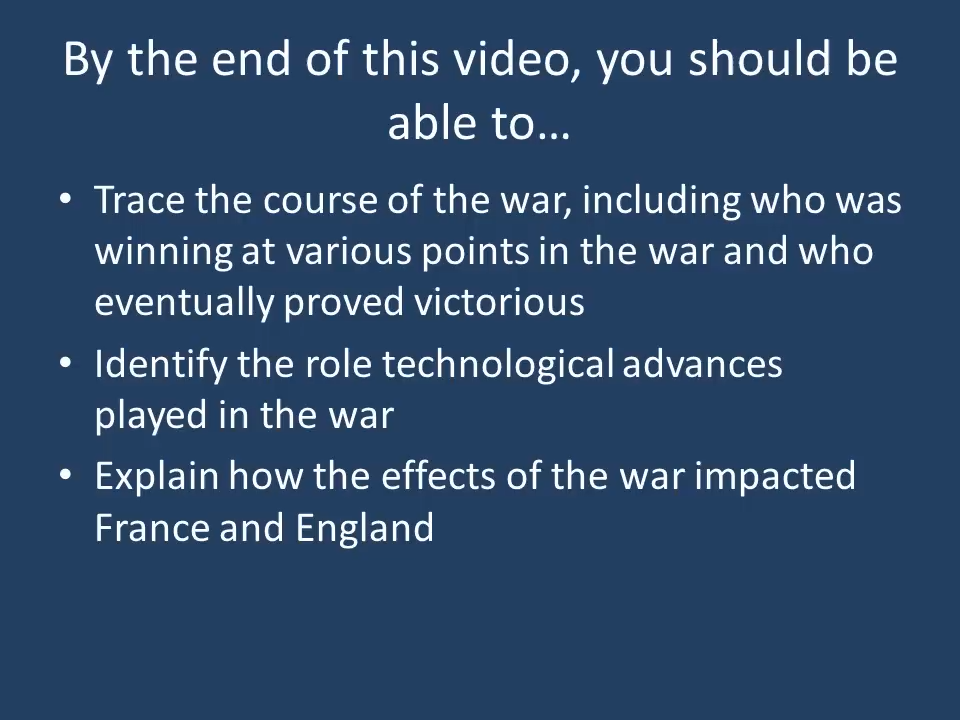 By the end of this video, you should be
able to…
• Trace the course of the war, including who was
winning at various points in the war and who
eventually proved victorious
• Identify the role technological advances
played in the war
• Explain how the effects of the war impacted
France and England